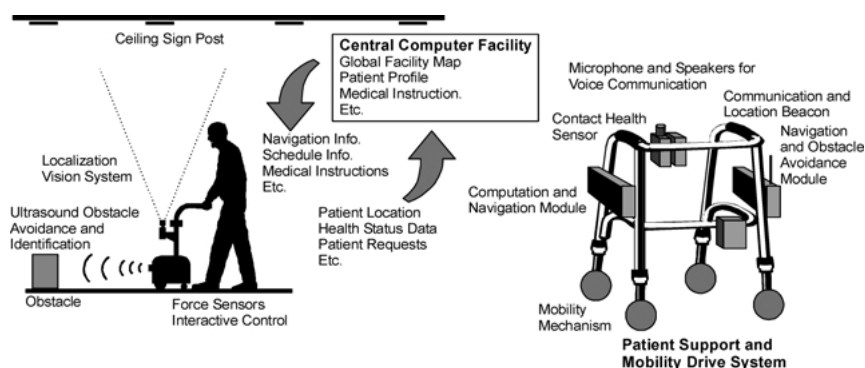 Ceiling Sign Post
Central Computer Facility
Global Facility Map
Patient Profile
Medical Instruction.
Etc.
Navigation Info.
Schedule Info.
Medical Instructions
Etc.
Localization
Vision System
Ultrasound Obstacle
Avoidance and
Identification
Patient Location
Health Status Data
Patient Requests
Etc.
Obstacle
Force Sensors
Interactive Control
Microphone and Speakers for
Voice Communication
Communication and
Location Beacon
Contact Health
Sensor
Navigation
and Obstacle
Avoidance
Module
Computation and
Navigation Module
Mobility
Mechanism
Patient Support and
Mobility Drive System